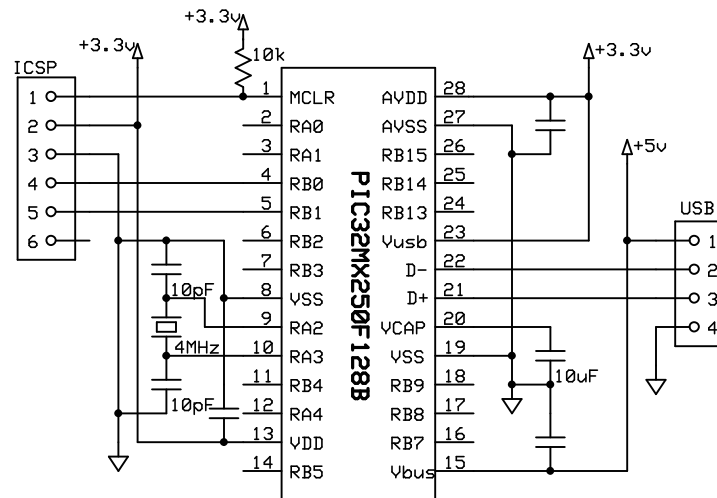 +3.3v
+3.3v
10k
+3.3v
ICSP
1
2
3
4
5
6
1 MCLR
2 RA0
3 RA1
4 RB0
5 RB1
6 RB2
7 RB3
8 VSS
9 RA2
10 RA3
11 RB4
12 RA4
13 VDD
14 RB5
PIC32MX250F128B
AVDD 28
AVSS 27
RB15 26
RB14 25
RB13 24
Vusb 23
D- 22
D+ 21
VCAP 20
VSS 19
RB9 18
RB8 17
RB7 16
Vbus 15
10pF
4MHz
10pF
10uF
+5v
USB
1
2
3
4